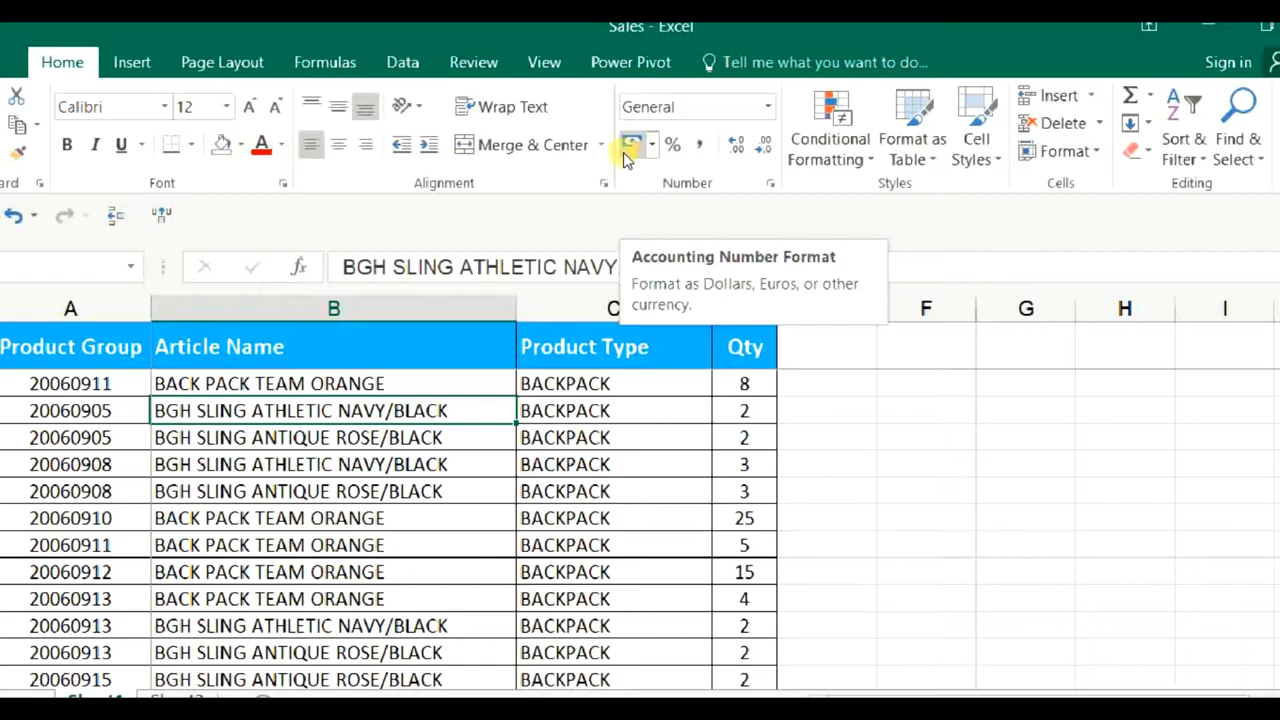 Sales - Excel
Home Insert Page Layout Formulas Data Review View Power Pivot Tell me what you want to do... Sign in
Calibri 12 A A Wrap Text General Conditional Formatting Format as Table Cell Styles Insert Σ Sort & Filter Find & Select
B I U A Merge & Center % , Delete
Format
ard Font Alignment Number Styles Cells Editing
fx BGH SLING ATHLETIC NAVY
Accounting Number Format
Format as Dollars, Euros, or other
currency.
A B C F G H I
Product Group Article Name Product Type Qty
20060911 BACK PACK TEAM ORANGE BACKPACK 8
20060905 BGH SLING ATHLETIC NAVY/BLACK BACKPACK 2
20060905 BGH SLING ANTIQUE ROSE/BLACK BACKPACK 2
20060908 BGH SLING ATHLETIC NAVY/BLACK BACKPACK 3
20060908 BGH SLING ANTIQUE ROSE/BLACK BACKPACK 3
20060910 BACK PACK TEAM ORANGE BACKPACK 25
20060911 BACK PACK TEAM ORANGE BACKPACK 5
20060912 BACK PACK TEAM ORANGE BACKPACK 15
20060913 BACK PACK TEAM ORANGE BACKPACK 4
20060913 BGH SLING ATHLETIC NAVY/BLACK BACKPACK 2
20060913 BGH SLING ANTIQUE ROSE/BLACK BACKPACK 2
20060915 BGH SLING ANTIQUE ROSE/BLACK BACKPACK 2